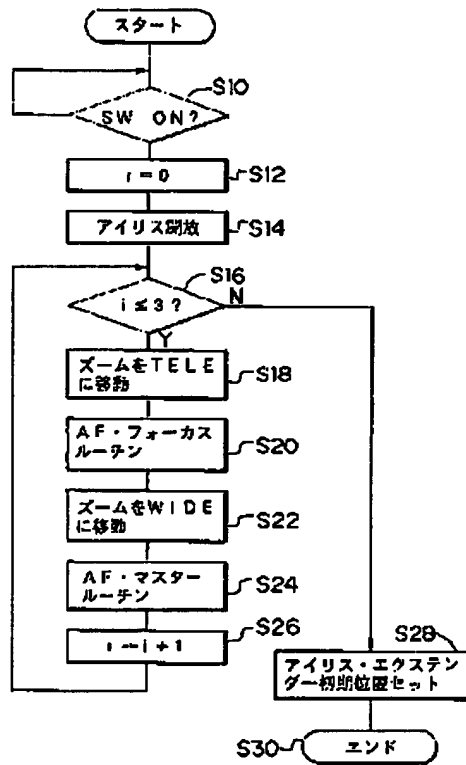 スタート
S10
SW ON?
i=0
S12
アイリス開放
S14
S16
i≤3?
N
Y
ズームをTELE
に移動
S18
AF・フォーカス
ルーチン
S20
ズームをWIDE
に移動
S22
AF・マスター
ルーチン
S24
S26
i−i+1
S28
アイリス・エクステン
ダー初期位置セット
S30
エンド